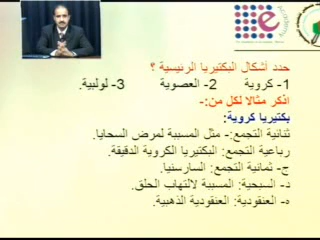 Academy
حدد أشكال البكتيريا الرئيسية ؟
1- كروية 2- العصوية 3- لولبية.
اذكر مثالا لكل من:-
بكتيريا كروية:
ثنائية التجمع:- مثل المسببة لمرض السحايا.
رباعية التجمع: البكتيريا الكروية الدقيقة.
ج- ثمانية التجمع: السارسينا.
د- السبحية: المسببة لالتهاب الحلق.
ه- العنقودية: العنقودية الذهبية.